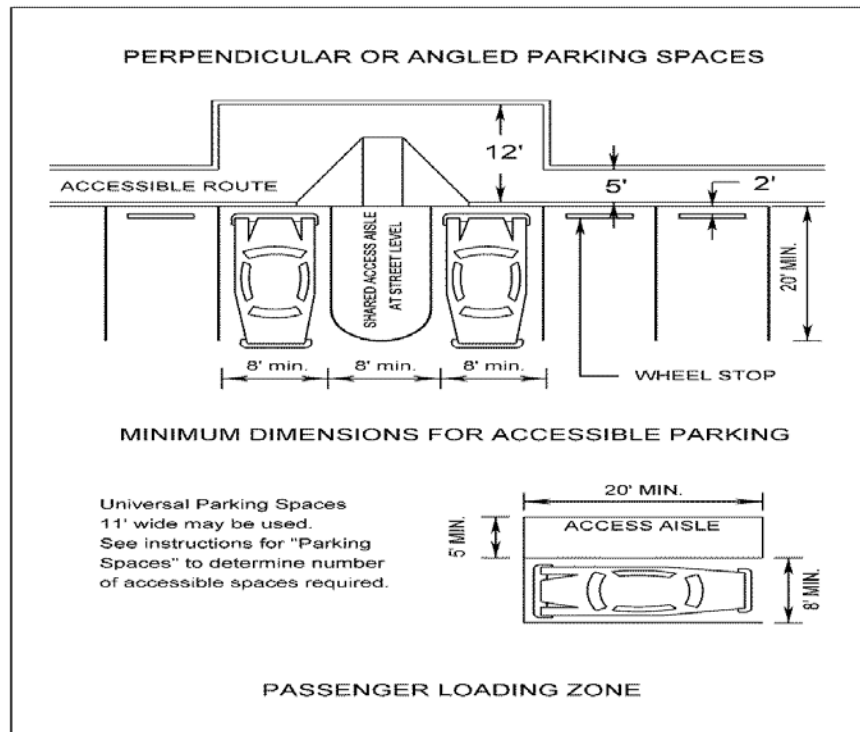 PERPENDICULAR OR ANGLED PARKING SPACES
12'
ACCESSIBLE ROUTE
5'
2'
SHARED ACCESS AISLE
AT STREET LEVEL
20' MIN.
8' min.
8' min.
8' min.
WHEEL STOP
MINIMUM DIMENSIONS FOR ACCESSIBLE PARKING
Universal Parking Spaces
11' wide may be used.
See instructions for "Parking
Spaces" to determine number
of accessible spaces required.
20' MIN.
5' MIN.
ACCESS AISLE
8' MIN.
PASSENGER LOADING ZONE